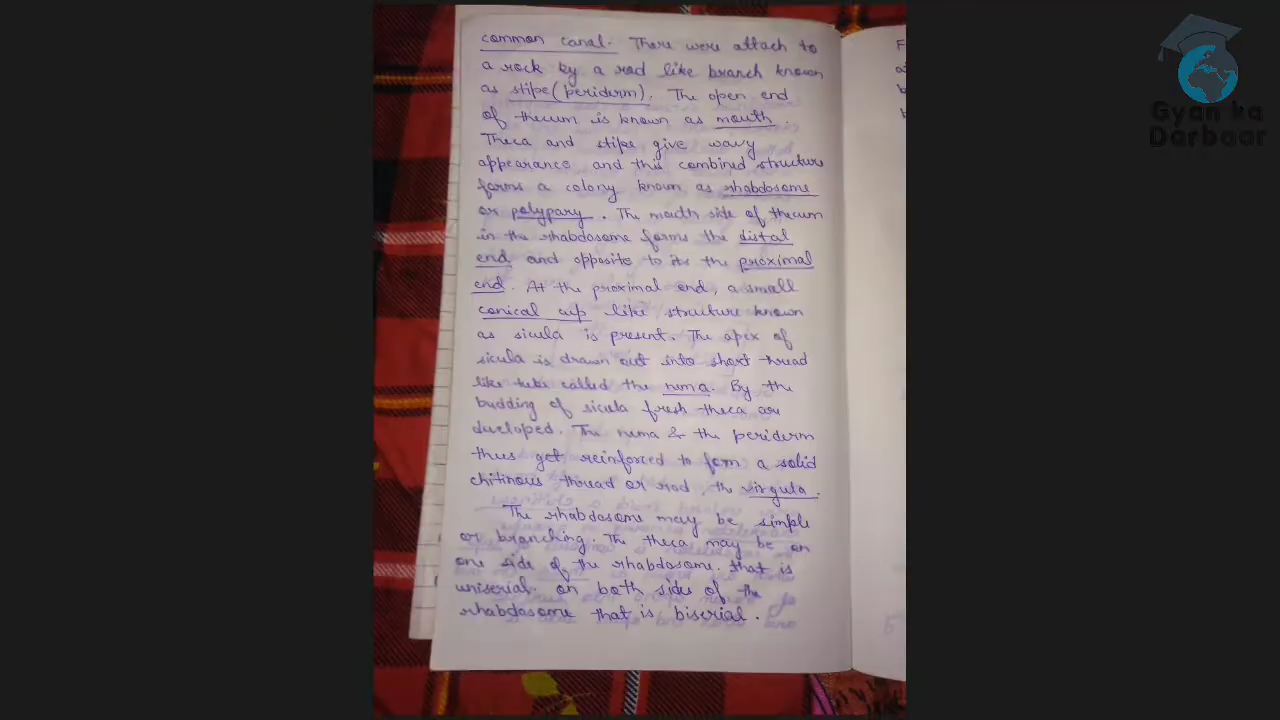 common canal. There were attach to
a rock by a rod like branch known
as stipe (periderm). The open end
of thecum is known as mouth.
Theca and stipe give wavy
appearance and this combined structure
forms a colony known as rhabdosome
or polypary. The mouth side of thecum
in the rhabdosome forms the distal
end and opposite to its the proximal
end. At the proximal end, a small
conical cup like structure known
as sicula is present. The apex of
sicula is drawn out into short thread
like tube called the nema. By the
budding of sicula fresh theca are
developed. The nema & the periderm
thus get reinforced to form a solid
chitinous thread or rod, the virgula.
The rhabdosome may be simple
or branching. The theca may be on
one side of the rhabdosome. that is
uniserial. on both sides of the
rhabdosome that is biserial.
Gyan ka
Darbaar